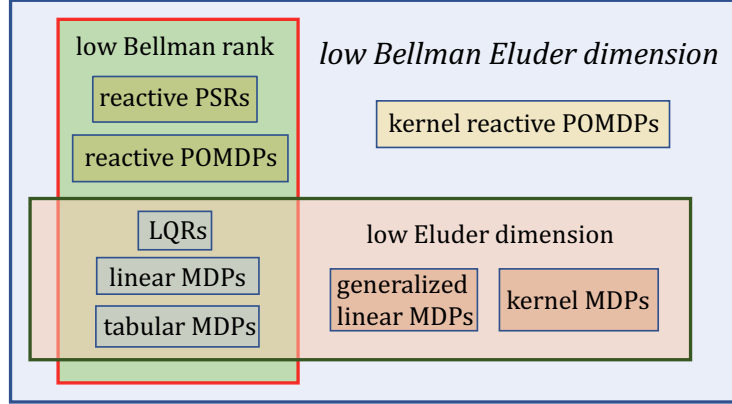 low Bellman rank
low Bellman Eluder dimension
reactive PSRs
kernel reactive POMDPs
reactive POMDPs
LQRs
low Eluder dimension
linear MDPs
generalized
linear MDPs
kernel MDPs
tabular MDPs